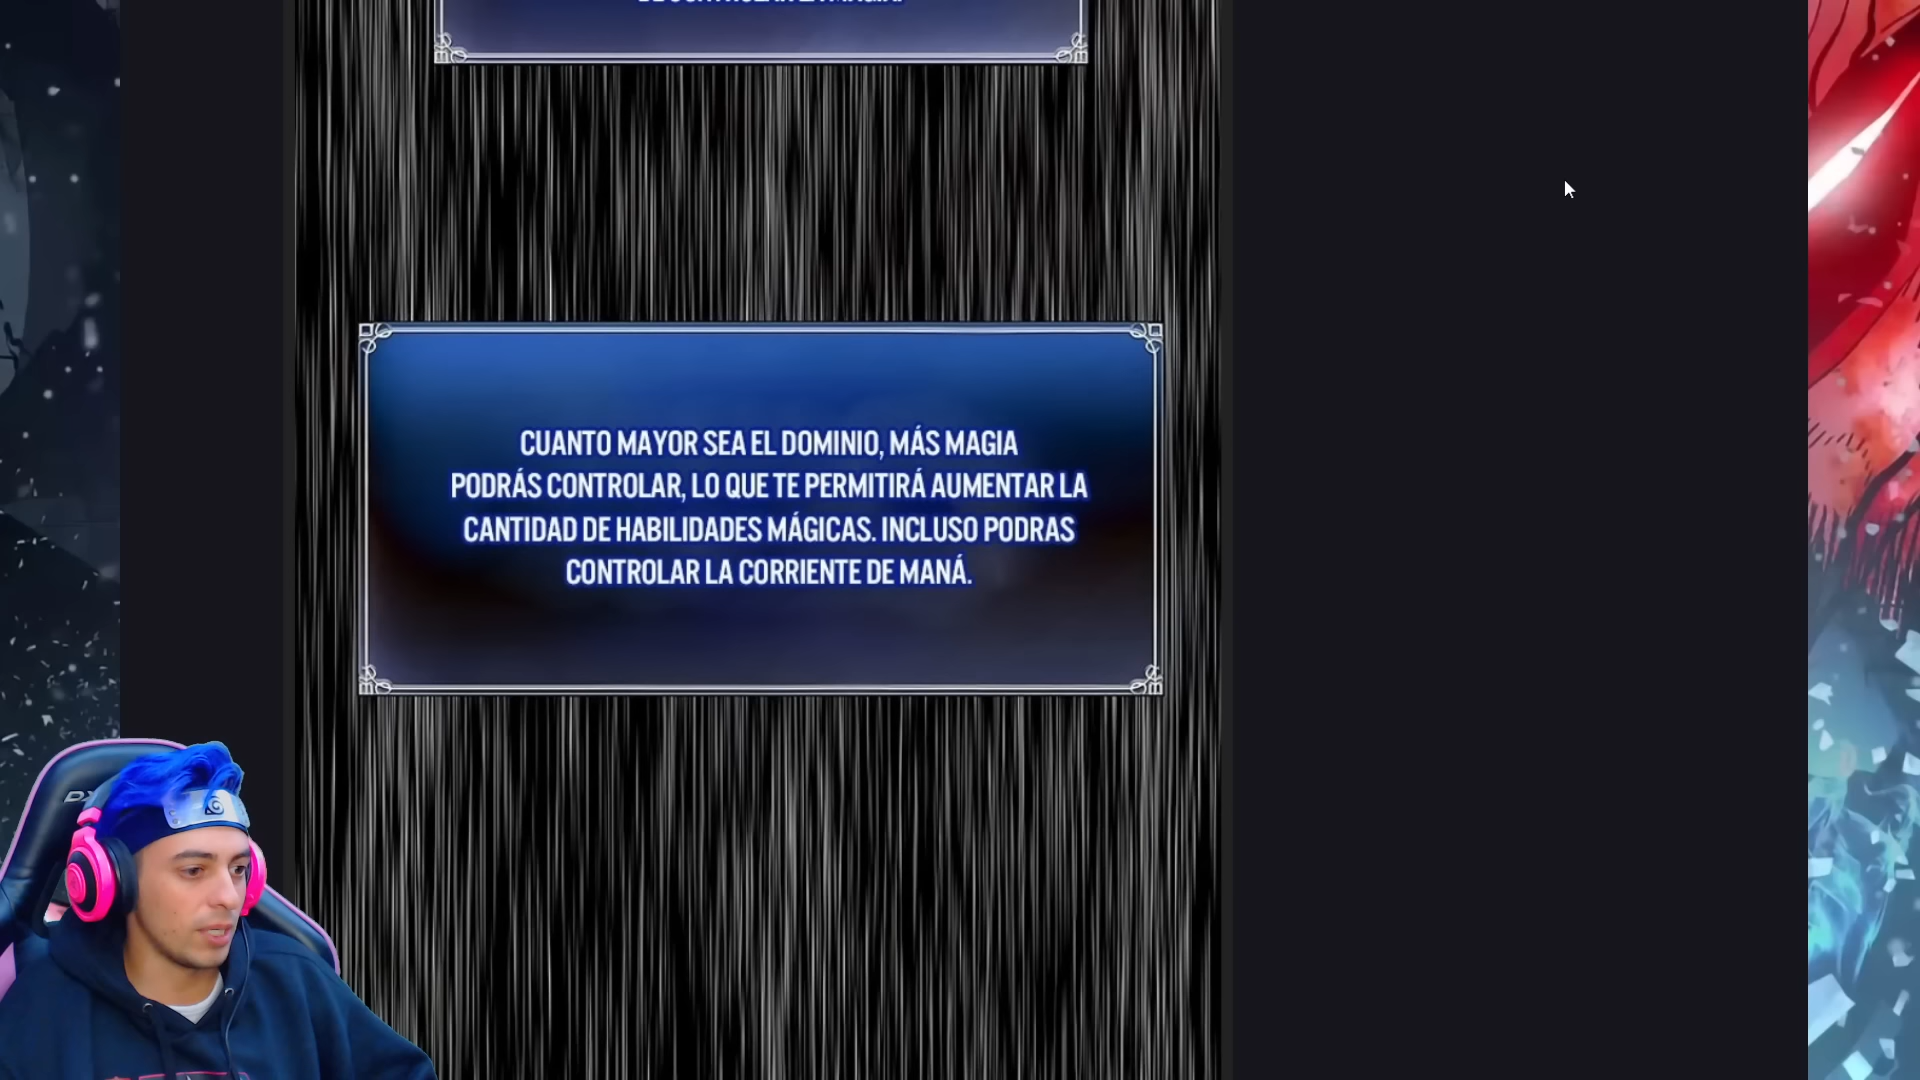 CUANTO MAYOR SEA EL DOMINIO, MÁS MAGIA
PODRÁS CONTROLAR, LO QUE TE PERMITIRÁ AUMENTAR LA
CANTIDAD DE HABILIDADES MÁGICAS. INCLUSO PODRAS
CONTROLAR LA CORRIENTE DE MANÁ.